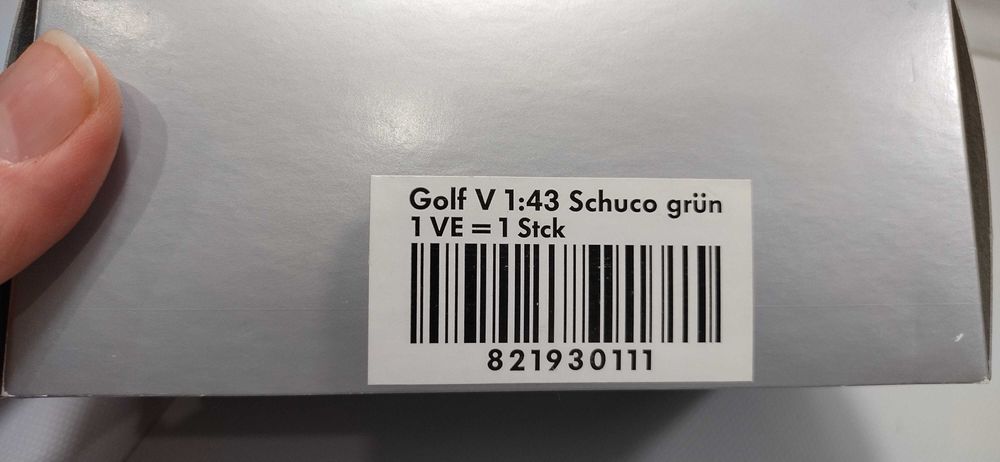 Golf V 1:43 Schuco grün
1 VE = 1 Stck
821930111